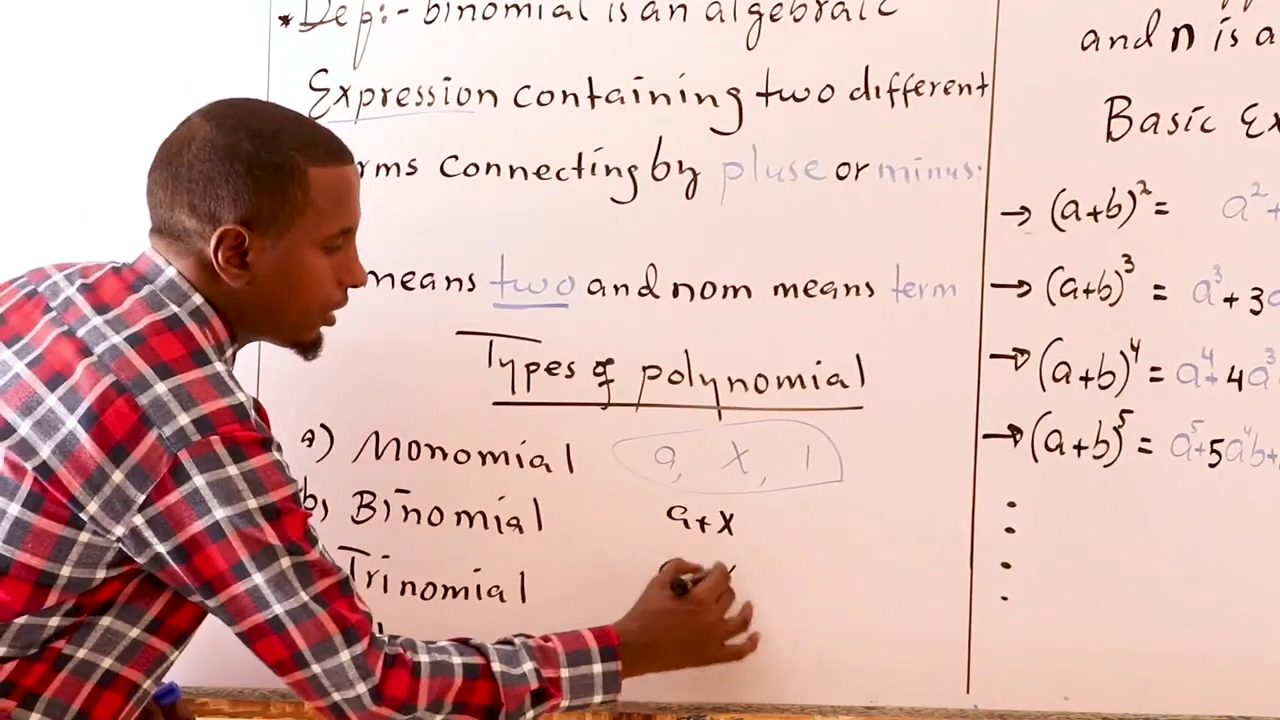 * Def:- binomial is an algebraic
Expression containing two different
rms connecting by pluse or minus.
means two and nom means term
Types of polynomial
a) Monomial a, x, 1
b) Binomial a+x
Trinomial
and n is a
Basic Ex
→ (a+b)² = a² +
→ (a+b)³ = a³ + 3
→ (a+b)⁴ = a⁴ + 4a³
→ (a+b)⁵ = a⁵ + 5a⁴b +